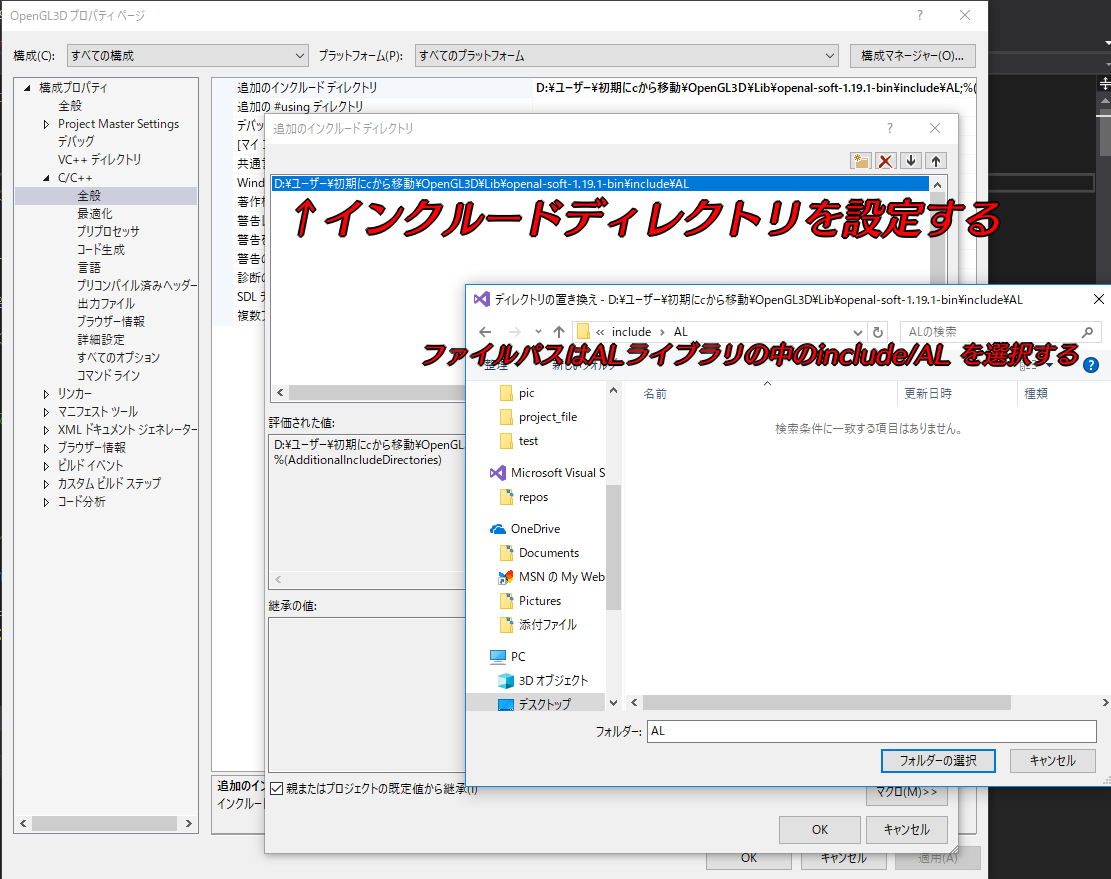 OpenGL3D プロパティ ページ
構成(C): すべての構成 プラットフォーム(P): すべてのプラットフォーム 構成マネージャー(O)...
構成プロパティ
全般
Project Master Settings
デバッグ
VC++ ディレクトリ
C/C++
全般
最適化
プリプロセッサ
コード生成
言語
プリコンパイル済みヘッダー
出力ファイル
ブラウザー情報
詳細設定
すべてのオプション
コマンド ライン
リンカー
マニフェスト ツール
XML ドキュメント ジェネレーター
ブラウザー情報
ビルド イベント
カスタム ビルド ステップ
コード分析
追加のインクルード ディレクトリ D:¥ユーザー¥初期にcから移動¥OpenGL3D¥Lib¥openal-soft-1.19.1-bin¥include¥AL;%(
追加の #using ディレクトリ
デバッ
[マイ
共通言
Wind
著作権
警告レ
警告を
警告の
診断の
SDL
複数プ
追加のイン
インクルード
追加のインクルード ディレクトリ
D:¥ユーザー¥初期にcから移動¥OpenGL3D¥Lib¥openal-soft-1.19.1-bin¥include¥AL
↑インクルードディレクトリを設定する
評価された値:
D:¥ユーザー¥初期にcから移動¥OpenGL
%(AdditionalIncludeDirectories)
継承の値:
親またはプロジェクトの既定値から継承(I)
マクロ(M)>>
OK キャンセル
OK キャンセル 適用(A)
ディレクトリの置き換え - D:¥ユーザー¥初期にcから移動¥OpenGL3D¥Lib¥openal-soft-1.19.1-bin¥include¥AL
« include › AL ALの検索
ファイルパスはALライブラリの中のinclude/AL を選択する
整理 新しいフォルダー
名前 更新日時 種類
検索条件に一致する項目はありません。
pic
project_file
test
Microsoft Visual S
repos
OneDrive
Documents
MSN の My Web
Pictures
添付ファイル
PC
3D オブジェクト
デスクトップ
フォルダー: AL
フォルダーの選択 キャンセル